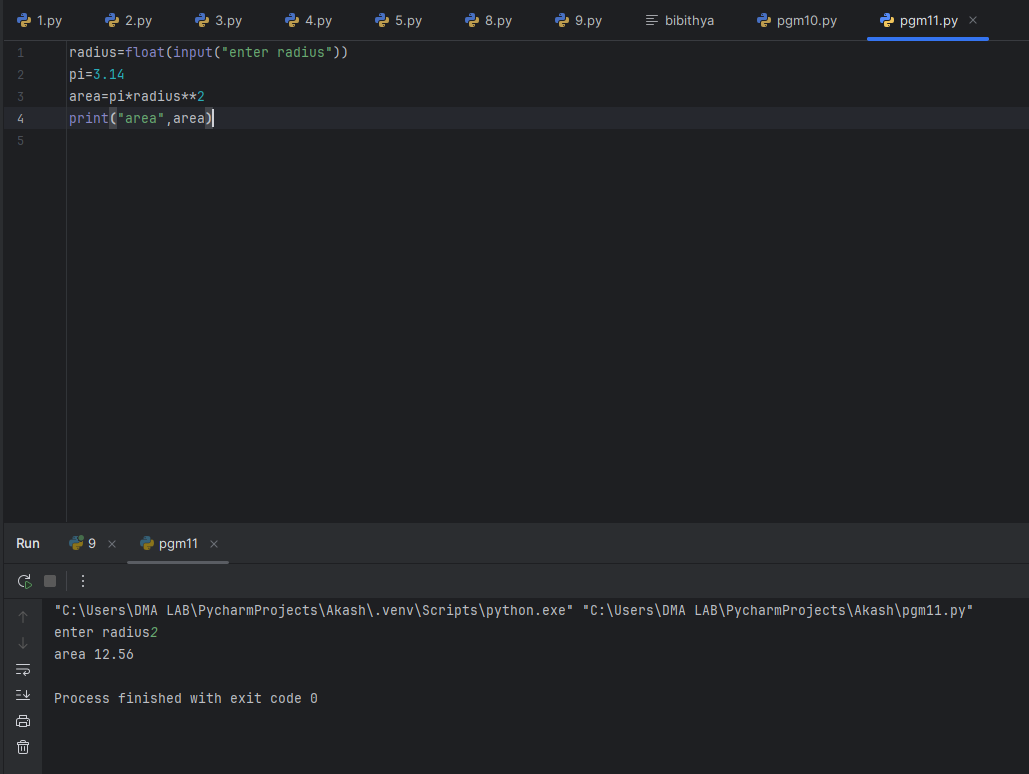 1.py 2.py 3.py 4.py 5.py 8.py 9.py bibithya pgm10.py pgm11.py
1 radius=float(input("enter radius"))
2 pi=3.14
3 area=pi*radius**2
4 print("area",area)
5
Run 9 pgm11
"C:\Users\DMA LAB\PycharmProjects\Akash\.venv\Scripts\python.exe" "C:\Users\DMA LAB\PycharmProjects\Akash\pgm11.py"
enter radius2
area 12.56
Process finished with exit code 0